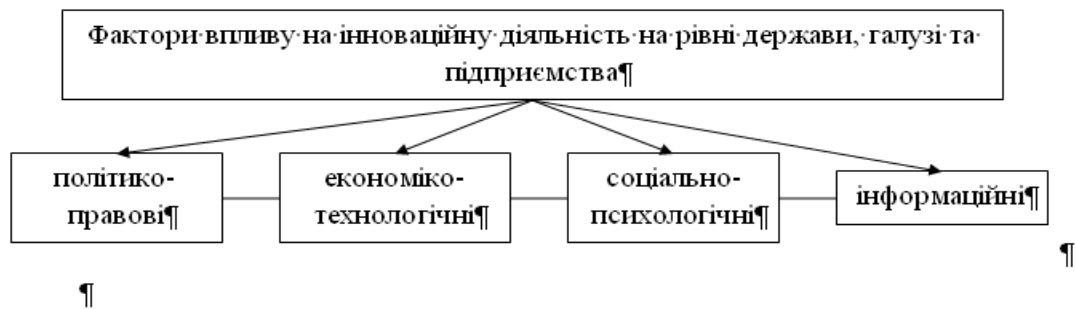 Фактори·впливу·на·інноваційну·діяльність·на·рівні·держави,·галузі·та·
підприємства¶
політико-
правові¶
економіко-
технологічні¶
соціально-
психологічні¶
інформаційні¶
¶
¶